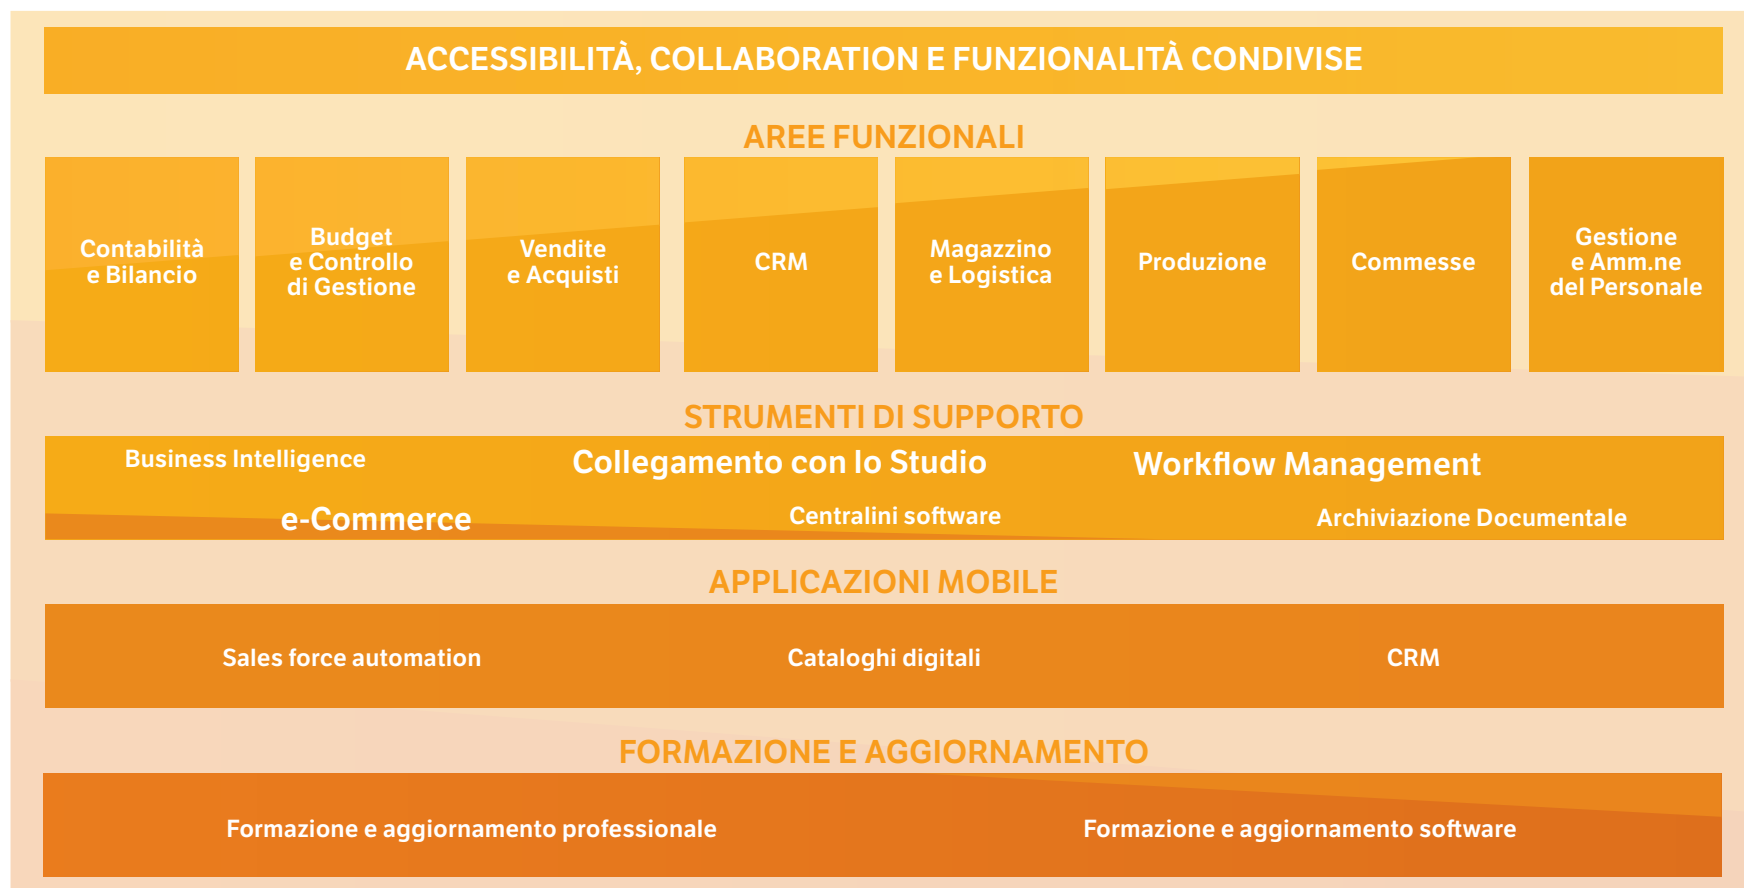 ACCESSIBILITÀ, COLLABORATION E FUNZIONALITÀ CONDIVISE
AREE FUNZIONALI
Contabilità
e Bilancio
Budget
e Controllo
di Gestione
Vendite
e Acquisti
CRM
Magazzino
e Logistica
Produzione
Commesse
Gestione
e Amm.ne
del Personale
STRUMENTI DI SUPPORTO
Business Intelligence
Collegamento con lo Studio
Workflow Management
e-Commerce
Centralini software
Archiviazione Documentale
APPLICAZIONI MOBILE
Sales force automation
Cataloghi digitali
CRM
FORMAZIONE E AGGIORNAMENTO
Formazione e aggiornamento professionale
Formazione e aggiornamento software